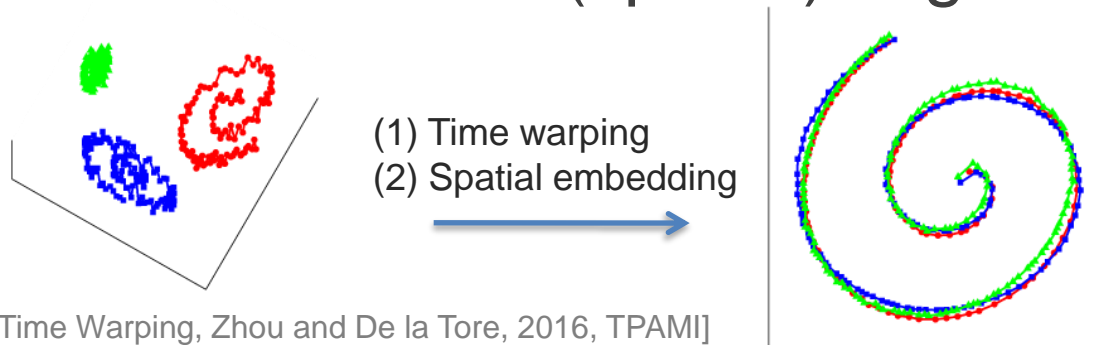 (1) Time warping
(2) Spatial embedding
Time Warping, Zhou and De la Tore, 2016, TPAMI]